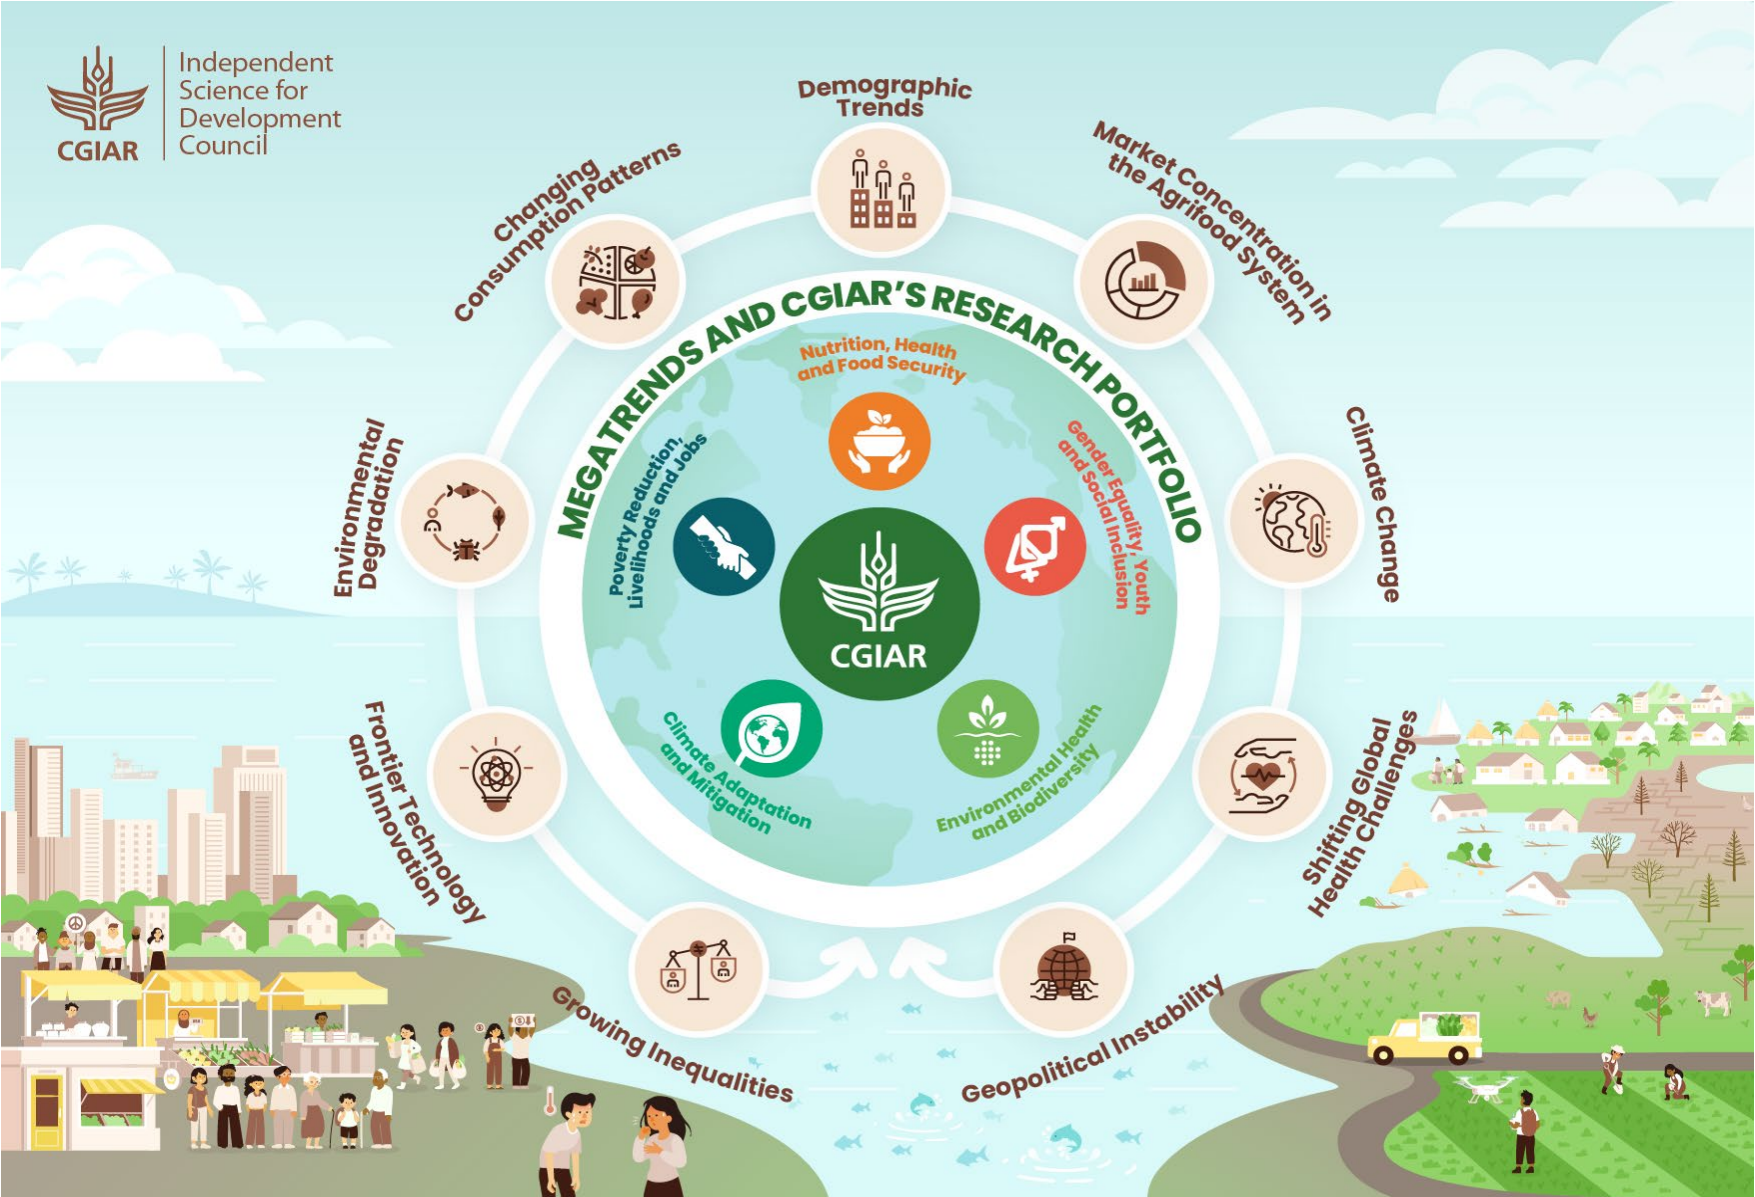 CGIAR
Independent
Science for
Development
Council
Demographic
Trends
Market Concentration in
the Agrifood System
Climate Change
Shifting Global
Health Challenges
Geopolitical Instability
Growing Inequalities
Frontier Technology
and Innovation
Environmental
Degradation
Changing
Consumption Patterns
MEGATRENDS AND CGIAR'S RESEARCH PORTFOLIO
Nutrition, Health
and Food Security
Gender Equality, Youth
and Social Inclusion
Environmental Health
and Biodiversity
Climate Adaptation
and Mitigation
Poverty Reduction,
Livelihoods and Jobs
CGIAR